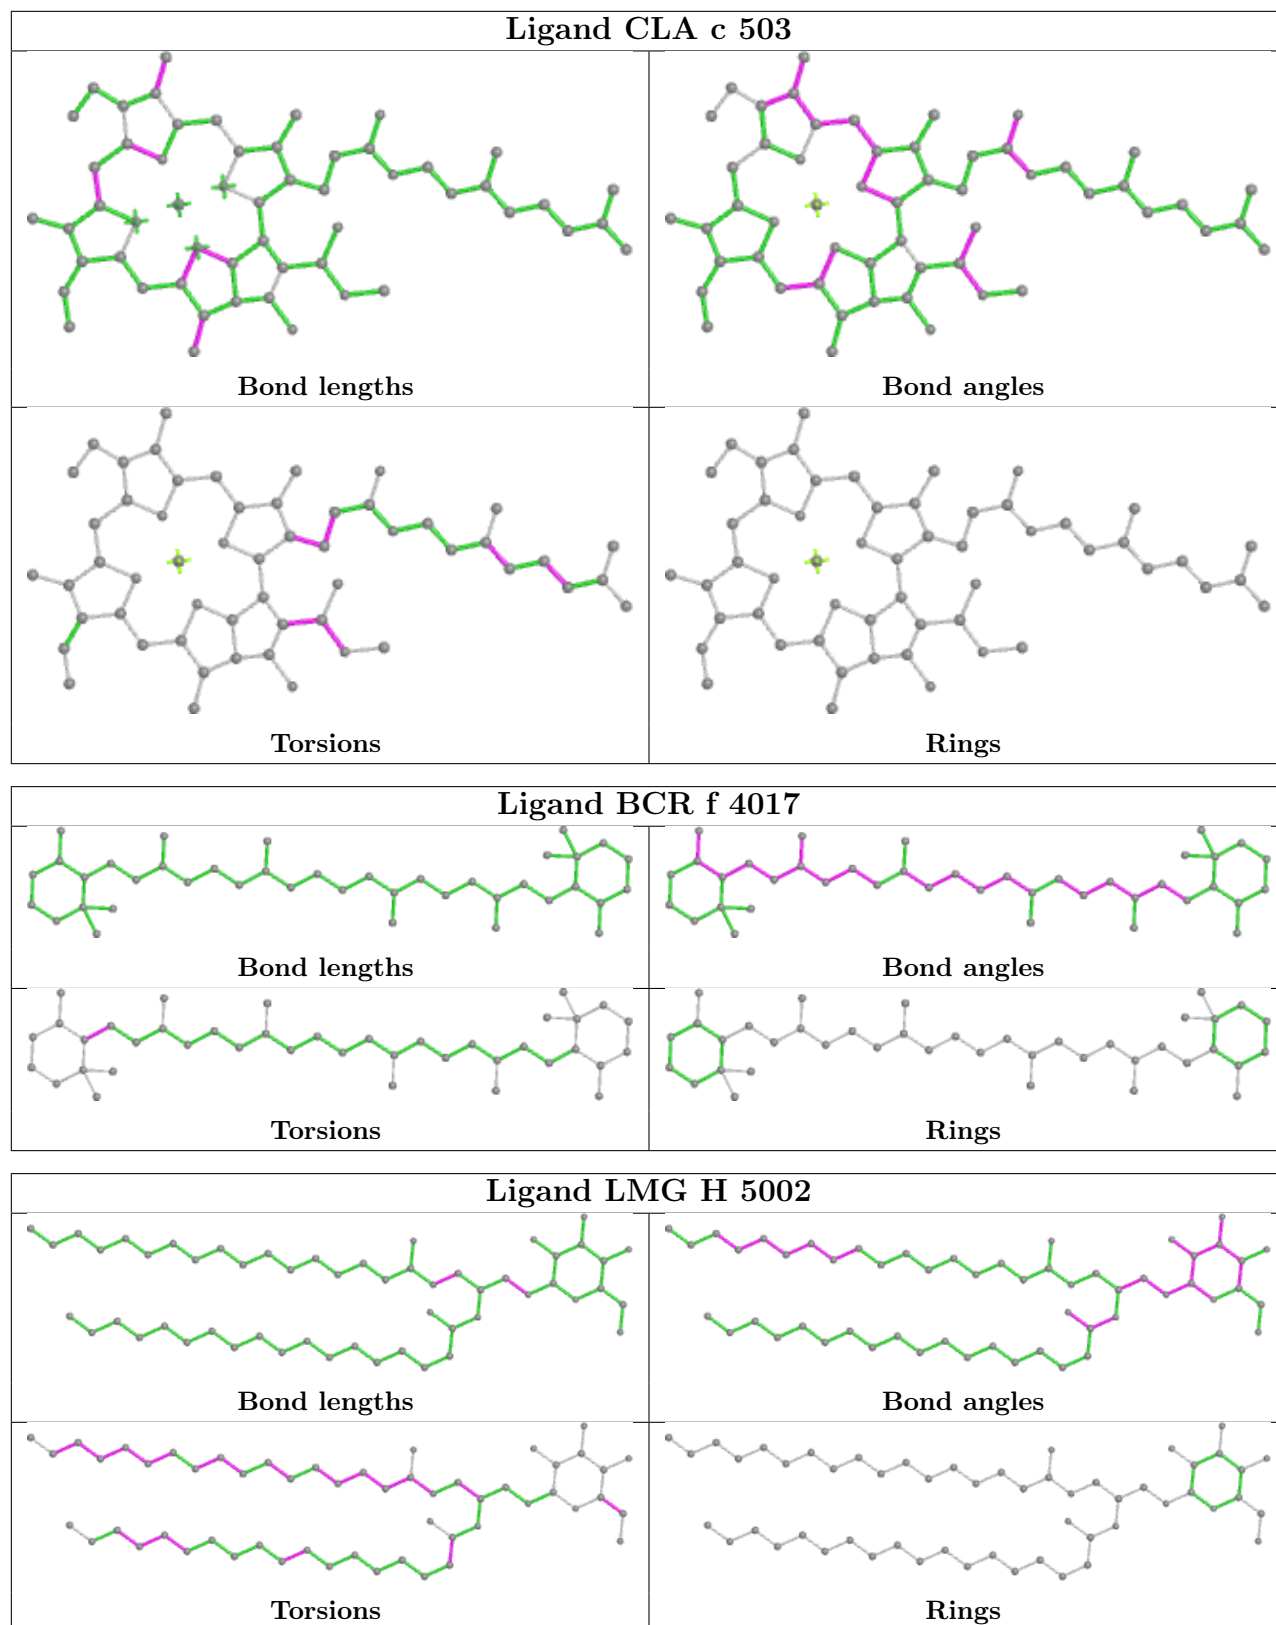 Ligand CLA c 503
Bond lengths
Bond angles
Torsions
Rings
Ligand BCR f 4017
Bond lengths
Bond angles
Torsions
Rings
Ligand LMG H 5002
Bond lengths
Bond angles
Torsions
Rings